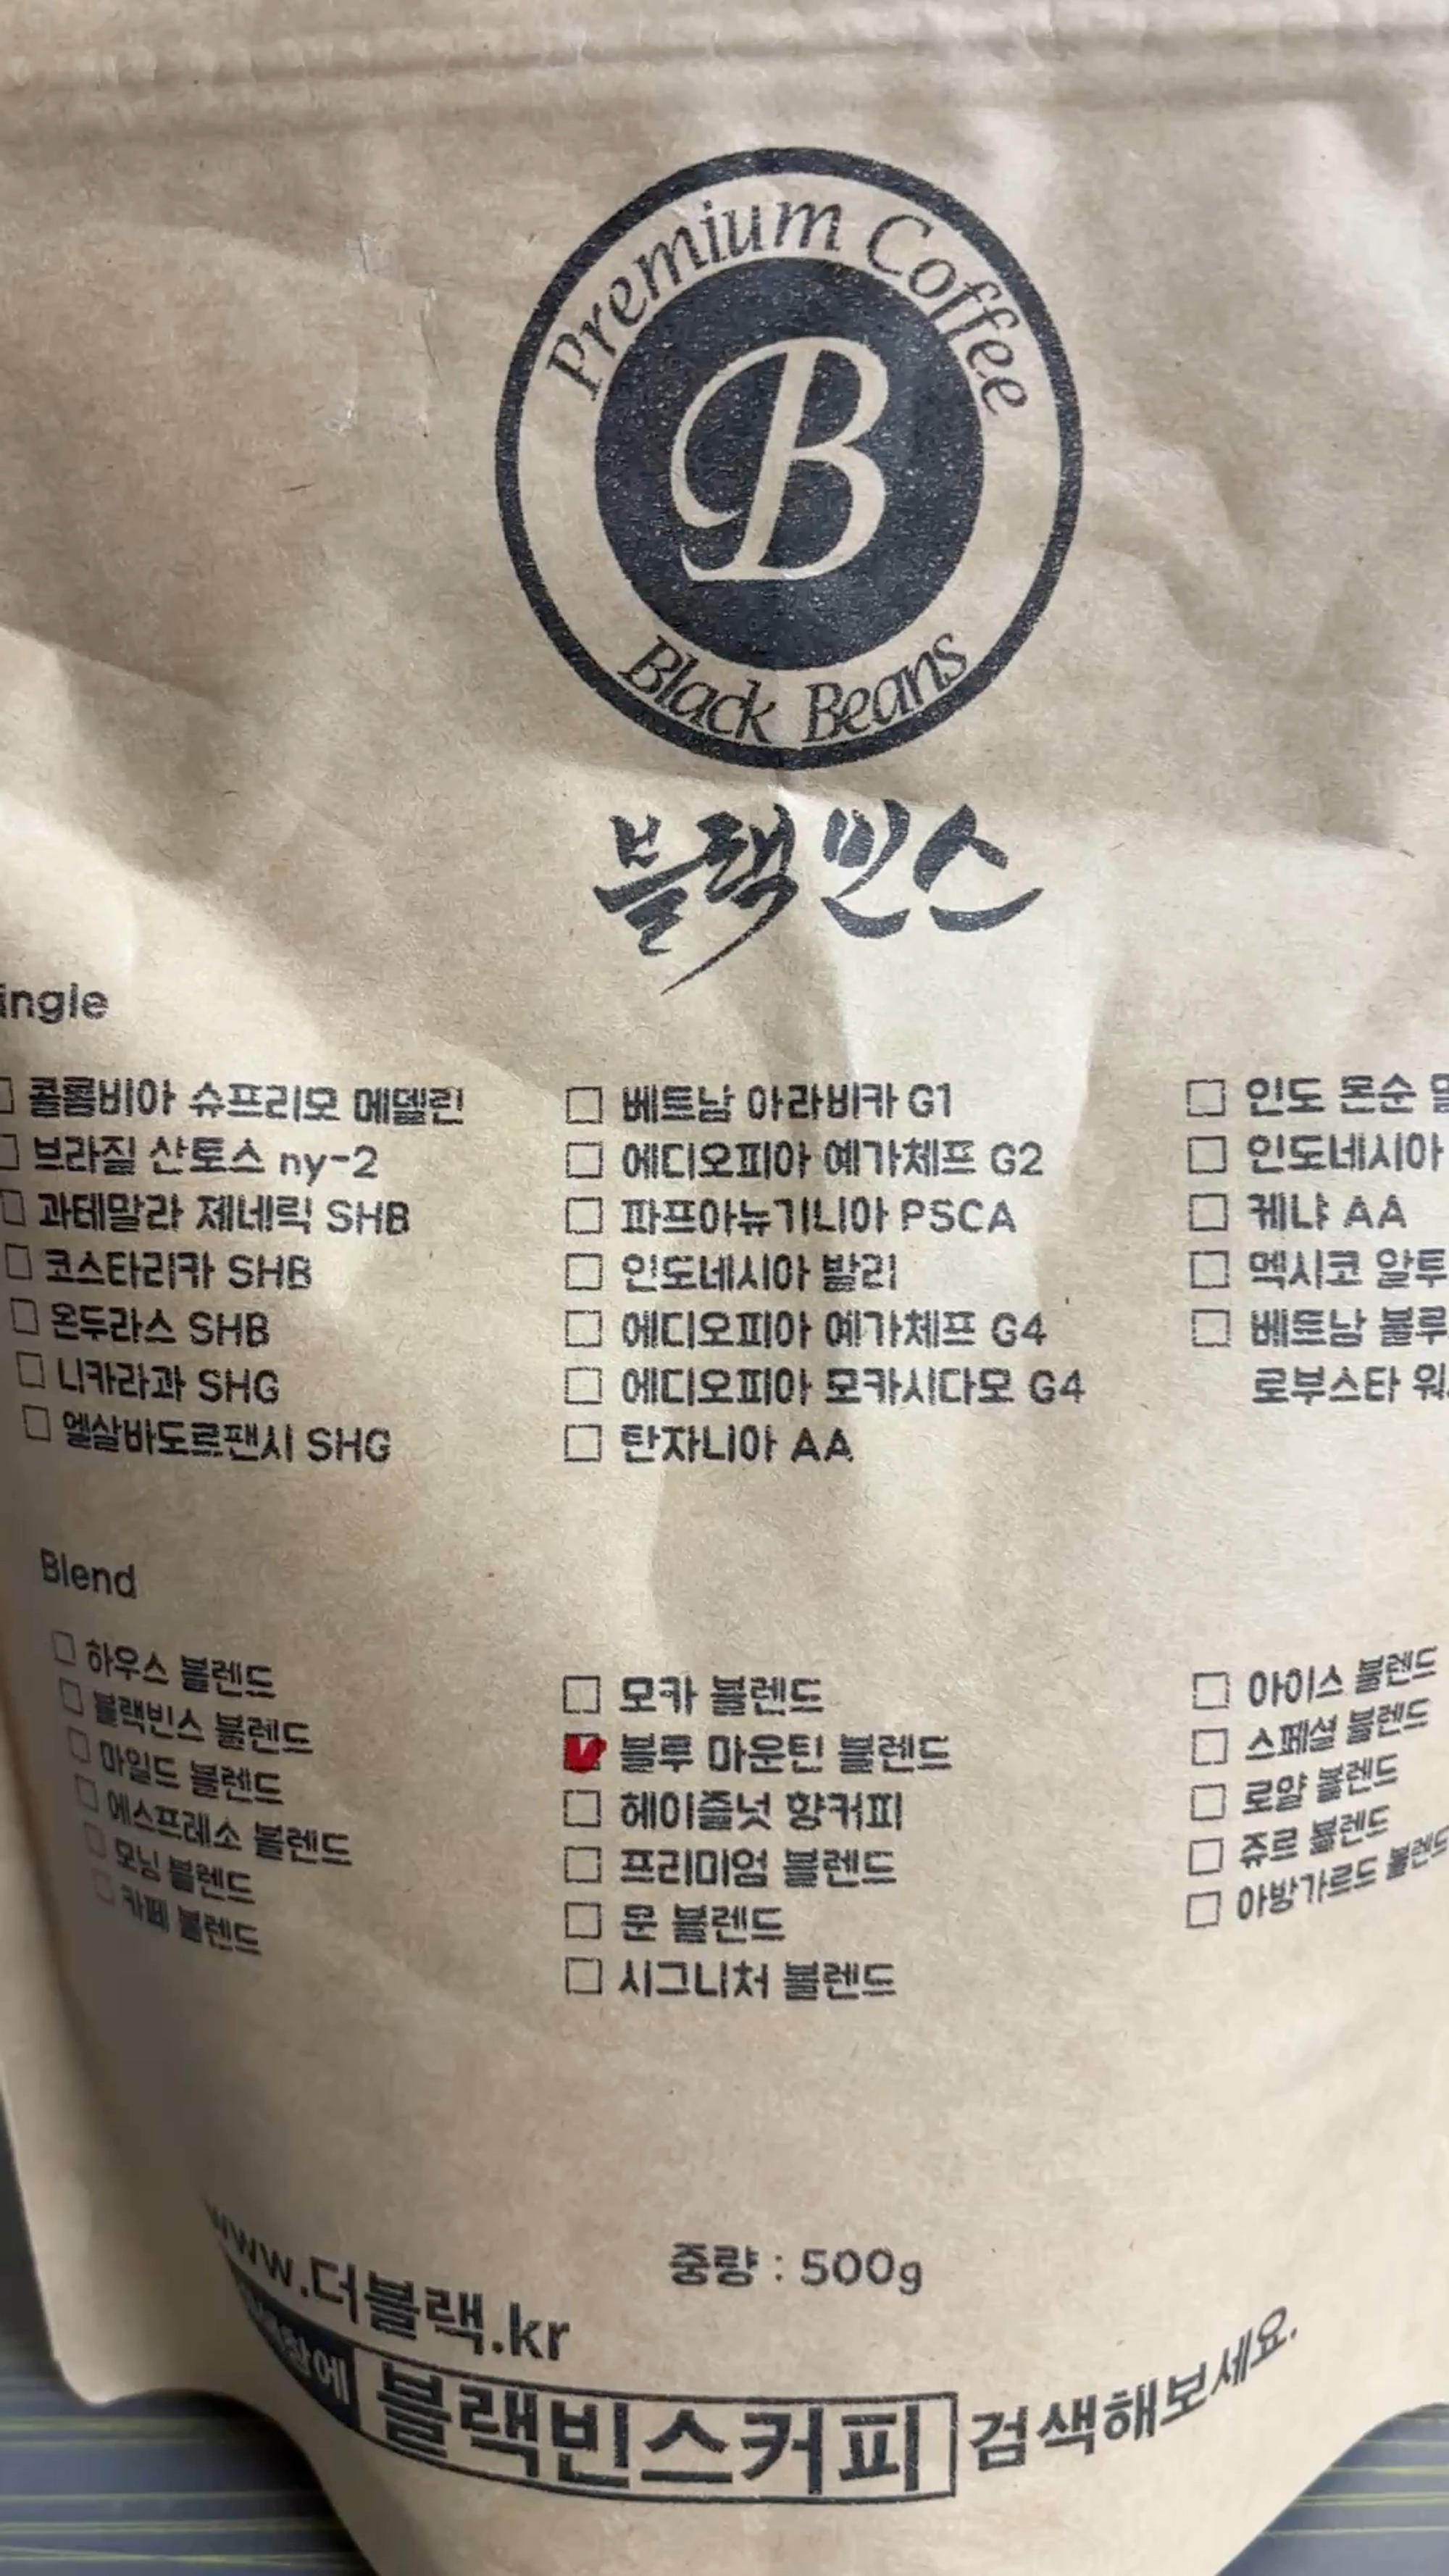 Premium Coffee
B
Black Beans
블랙빈스
ingle
□ 콜롬비아 슈프리모 메델린
□ 브라질 산토스 ny-2
□ 과테말라 제네릭 SHB
□ 코스타리카 SHB
□ 온두라스 SHB
□ 니카라과 SHG
□ 엘살바도르팬시 SHG
□ 베트남 아라비카 G1
□ 에디오피아 예가체프 G2
□ 파프아뉴기니아 PSCA
□ 인도네시아 발리
□ 에디오피아 예가체프 G4
□ 에디오피아 모카시다모 G4
□ 탄자니아 AA
□ 인도 몬순
□ 인도네시아
□ 케냐 AA
□ 멕시코 알투
□ 베트남 블루
로부스타
Blend
□ 하우스 블렌드
□ 블랙빈스 블렌드
□ 마일드 블렌드
□ 에스프레소 블렌드
□ 모닝 블렌드
□ 카페 블렌드
□ 모카 블렌드
☑ 블루 마운틴 블렌드
□ 헤이즐넛 향커피
□ 프리미엄 블렌드
□ 문 블렌드
□ 시그니처 블렌드
□ 아이스 블렌드
□ 스페셜 블렌드
□ 로얄 블렌드
□ 쥬르 블렌드
□ 아방가르드 블렌드
중량 : 500g
www.더블랙.kr
블랙빈스커피 검색해보세요.